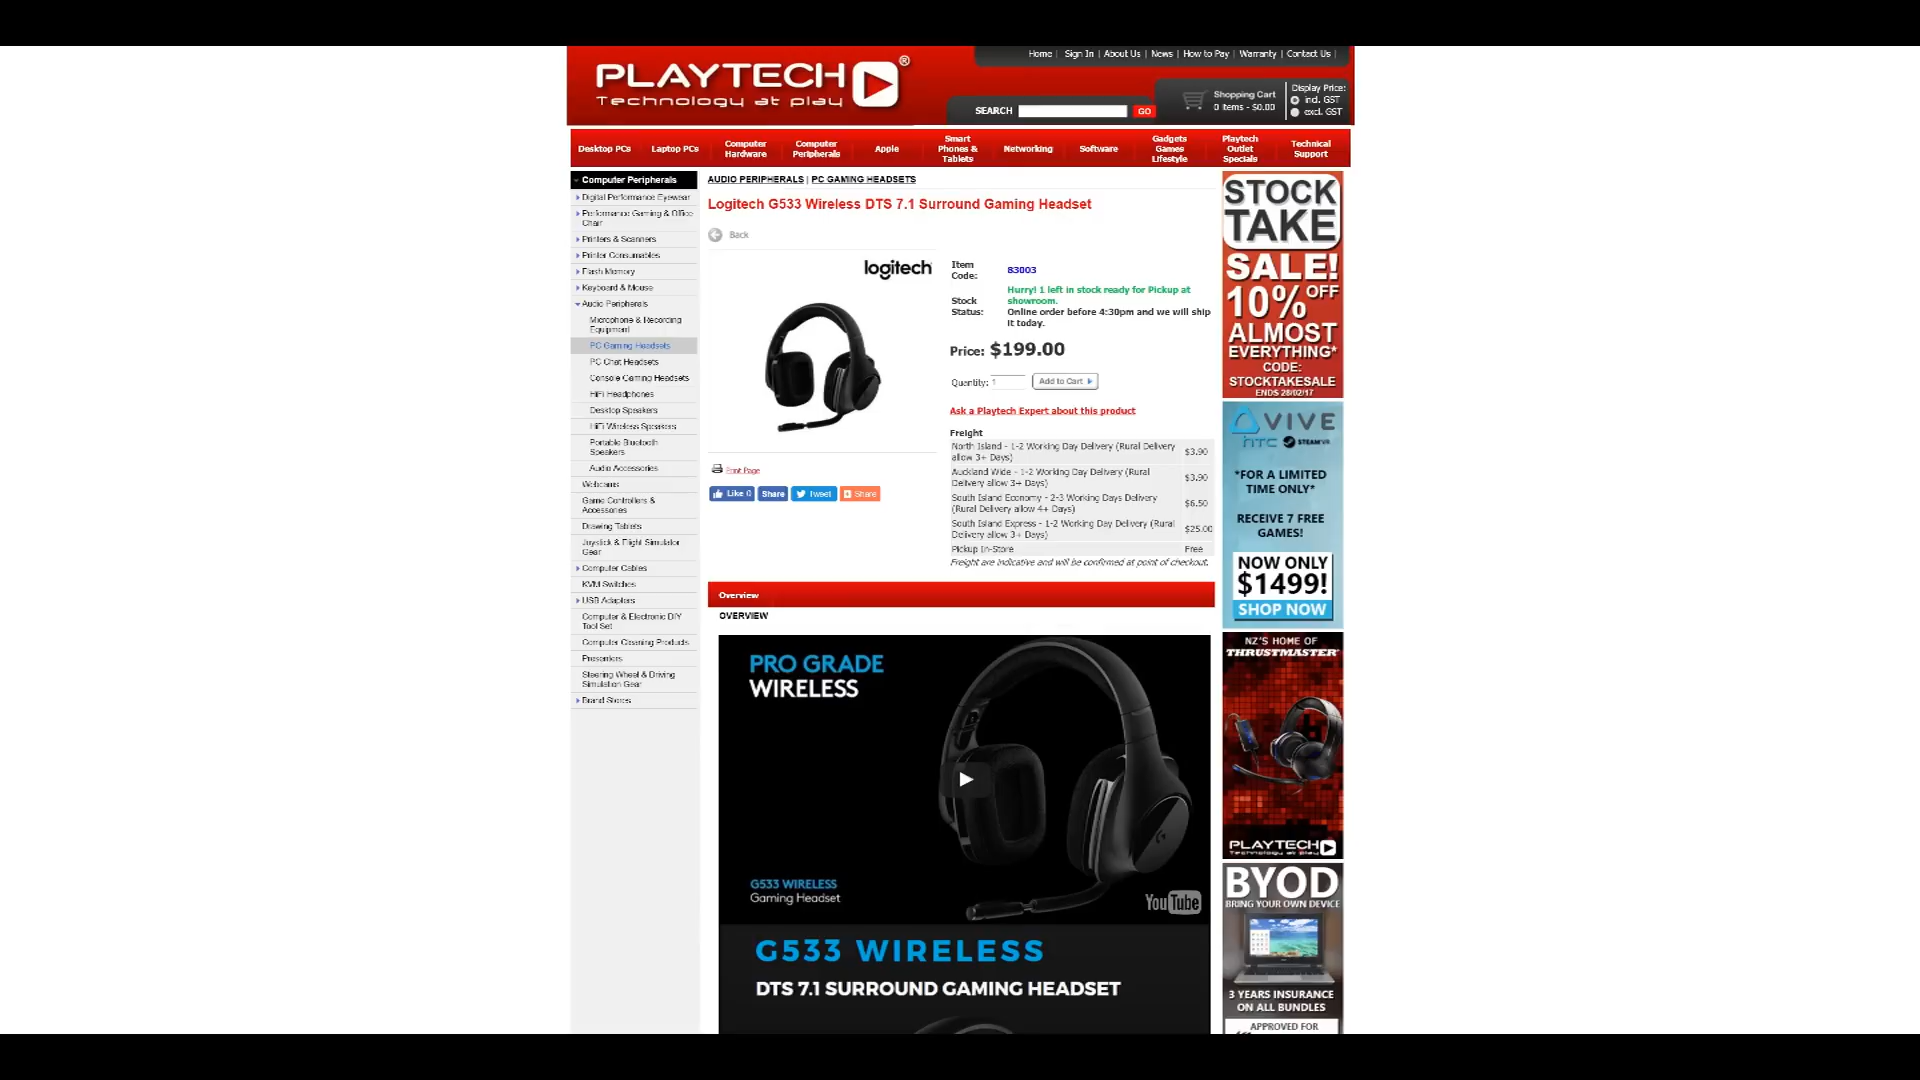 Home | Sign In | About Us | News | How to Pay | Warranty | Contact Us |
PLAYTECH ®
Technology at play
SEARCH GO
Shopping Cart
0 items - $0.00
Display Price:
incl. GST
excl. GST
Desktop PCs
Laptop PCs
Computer
Hardware
Computer
Peripherals
Apple
Smart
Phones &
Tablets
Networking
Software
Gadgets
Games
Lifestyle
Playtech
Outlet
Specials
Technical
Support
Computer Peripherals
Digital Performance Eyewear
Performance Gaming & Office
Chair
Printers & Scanners
Printer Consumables
Flash Memory
Keyboard & Mouse
Audio Peripherals
Microphone & Recording
Equipment
PC Gaming Headsets
PC Chat Headsets
Console Gaming Headsets
HiFi Headphones
Desktop Speakers
HiFi Wireless Speakers
Portable Bluetooth
Speakers
Audio Accessories
Webcams
Game Controllers &
Accessories
Drawing Tablets
Joystick & Flight Simulator
Gear
Computer Cables
KVM Switches
USB Adapters
Computer & Electronic DIY
Tool Set
Computer Cleaning Products
Presenters
Steering Wheel & Driving
Simulation Gear
Brand Stores
AUDIO PERIPHERALS | PC GAMING HEADSETS
Logitech G533 Wireless DTS 7.1 Surround Gaming Headset
Back
logitech
Print Page
Like 0
Share
Tweet
Share
Item
Code:
83003
Stock
Status:
Hurry! 1 left in stock ready for Pickup at
showroom.
Online order before 4:30pm and we will ship
it today.
Price: $199.00
Quantity: 1
Add to Cart
Ask a Playtech Expert about this product
Freight
North Island - 1-2 Working Day Delivery (Rural Delivery
allow 3+ Days)
$3.90
Auckland Wide - 1-2 Working Day Delivery (Rural
Delivery allow 3+ Days)
$3.90
South Island Economy - 2-3 Working Days Delivery
(Rural Delivery allow 4+ Days)
$6.50
South Island Express - 1-2 Working Day Delivery (Rural
Delivery allow 3+ Days)
$25.00
Pickup In-Store
Free
Freight are indicative and will be confirmed at point of checkout.
Overview
OVERVIEW
PRO GRADE
WIRELESS
G533 WIRELESS
Gaming Headset
YouTube
G533 WIRELESS
DTS 7.1 SURROUND GAMING HEADSET
STOCK
TAKE
SALE!
10% OFF
ALMOST
EVERYTHING*
CODE:
STOCKTAKESALE
ENDS 28/02/17
VIVE
HTC STEAMVR
*FOR A LIMITED
TIME ONLY*
RECEIVE 7 FREE
GAMES!
NOW ONLY
$1499!
SHOP NOW
NZ'S HOME OF
THRUSTMASTER
PLAYTECH
Technology at play
BYOD
BRING YOUR OWN DEVICE
3 YEARS INSURANCE
ON ALL BUNDLES
APPROVED FOR